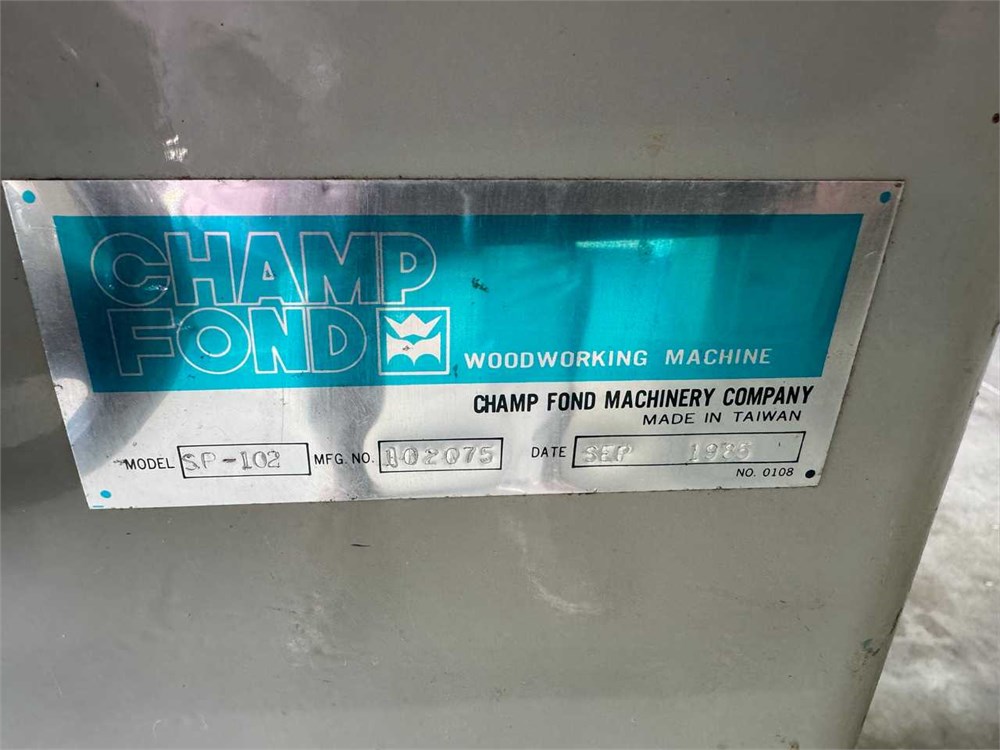 CHAMP
FOND
WOODWORKING MACHINE
CHAMP FOND MACHINERY COMPANY
MADE IN TAIWAN
MODEL SP-102 MFG. NO. 102075 DATE SEP
NO. 0108